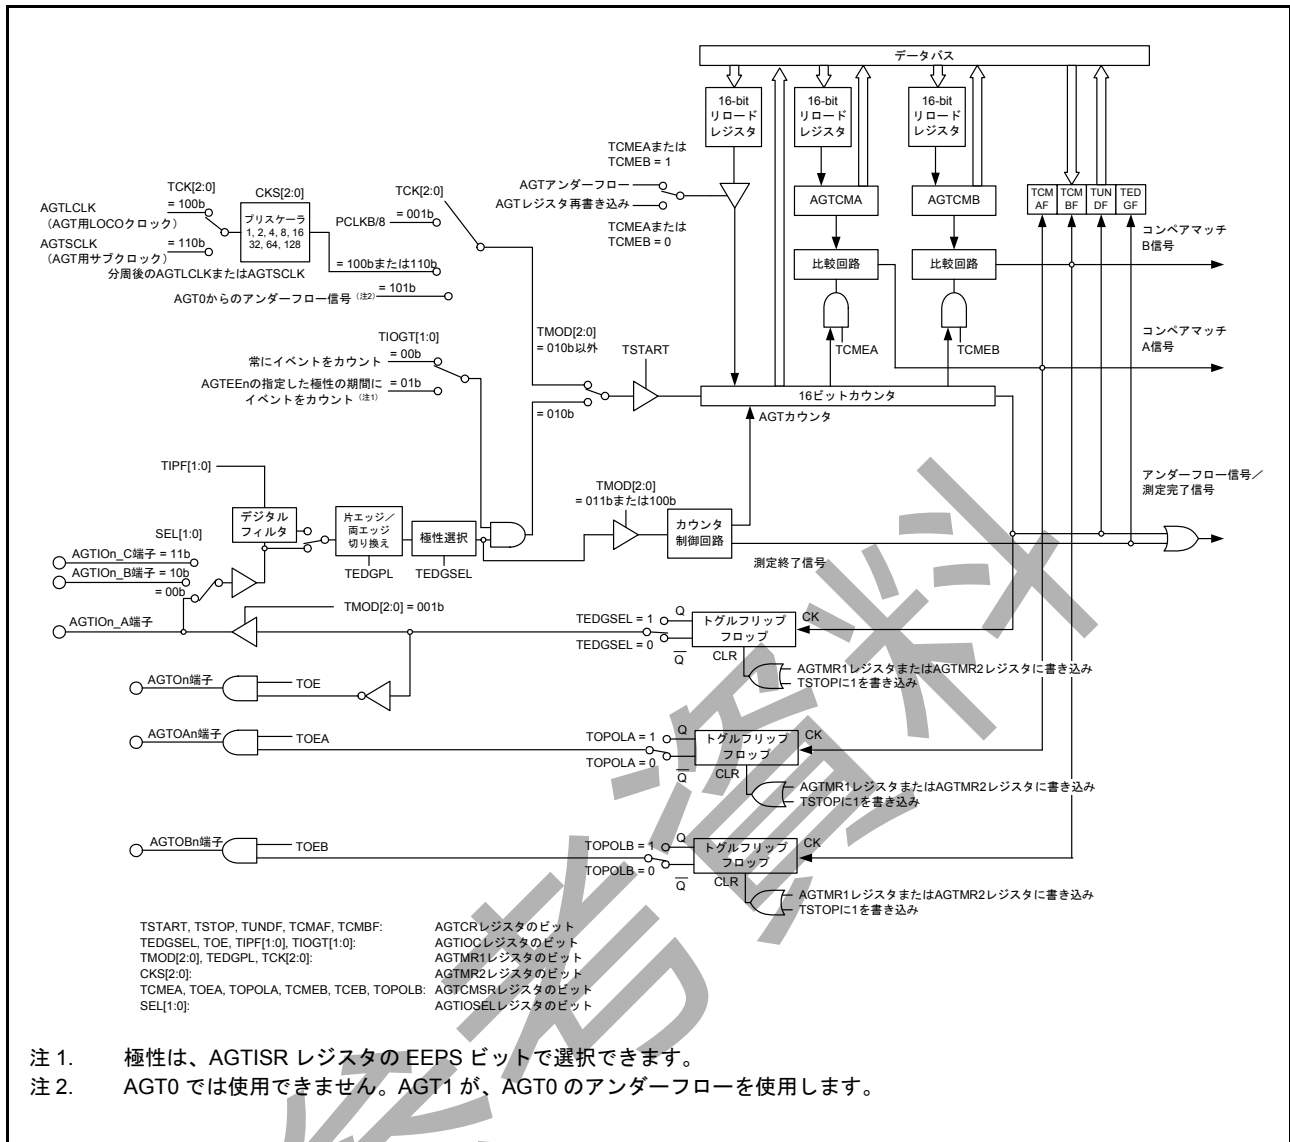 データバス
16-bit
リロード
レジスタ
16-bit
リロード
レジスタ
16-bit
リロード
レジスタ
TCMEAまたは
TCMEB = 1
AGTアンダーフロー
AGTレジスタ再書き込み
TCMEAまたは
TCMEB = 0
TCK[2:0]
= 100b
AGTLCLK
(AGT用LOCOクロック)
AGTSCLK
(AGT用サブクロック)
= 110b
CKS[2:0]
プリスケーラ
1, 2, 4, 8, 16
32, 64, 128
分周後のAGTLCLKまたはAGTSCLK
TCK[2:0]
PCLKB/8
= 001b
= 100bまたは110b
= 101b
AGT0からのアンダーフロー信号(注2)
AGTCMA
AGTCMB
比較回路
比較回路
TCMEA
TCMEB
TCM
AF
TCM
BF
TUN
DF
TED
GF
コンペアマッチ
B信号
コンペアマッチ
A信号
TIOGT[1:0]
= 00b
常にイベントをカウント
AGTEEnの指定した極性の期間に
イベントをカウント(注1)
= 01b
TMOD[2:0]
= 010b以外
= 010b
TSTART
16ビットカウンタ
AGTカウンタ
TIPF[1:0]
デジタル
フィルタ
片エッジ/
両エッジ
切り換え
極性選択
TEDGPL
TEDGSEL
TMOD[2:0]
= 011bまたは100b
カウンタ
制御回路
測定終了信号
アンダーフロー信号/
測定完了信号
SEL[1:0]
AGTIOn_C端子 = 11b
AGTIOn_B端子 = 10b
= 00b
AGTIOn_A端子
TMOD[2:0] = 001b
TEDGSEL = 1
TEDGSEL = 0
Q
Q
トグルフリップ
フロップ
CK
CLR
AGTMR1レジスタまたはAGTMR2レジスタに書き込み
TSTOPに1を書き込み
AGTOn端子
TOE
AGTOAn端子
TOEA
TOPOLA = 1
TOPOLA = 0
Q
Q
トグルフリップ
フロップ
CK
CLR
AGTMR1レジスタまたはAGTMR2レジスタに書き込み
TSTOPに1を書き込み
AGTOBn端子
TOEB
TOPOLB = 1
TOPOLB = 0
Q
Q
トグルフリップ
フロップ
CK
CLR
AGTMR1レジスタまたはAGTMR2レジスタに書き込み
TSTOPに1を書き込み
TSTART, TSTOP, TUNDF, TCMAF, TCMBF: AGTCRレジスタのビット
TEDGSEL, TOE, TIPF[1:0], TIOGT[1:0]: AGTIOCレジスタのビット
TMOD[2:0], TEDGPL, TCK[2:0]: AGTMR1レジスタのビット
CKS[2:0]: AGTMR2レジスタのビット
TCMEA, TOEA, TOPOLA, TCMEB, TCEB, TOPOLB: AGTCMSRレジスタのビット
SEL[1:0]: AGTIOSELレジスタのビット
注 1. 極性は、AGTISR レジスタの EEPS ビットで選択できます。
注 2. AGT0 では使用できません。AGT1 が、AGT0 のアンダーフローを使用します。
参考資料